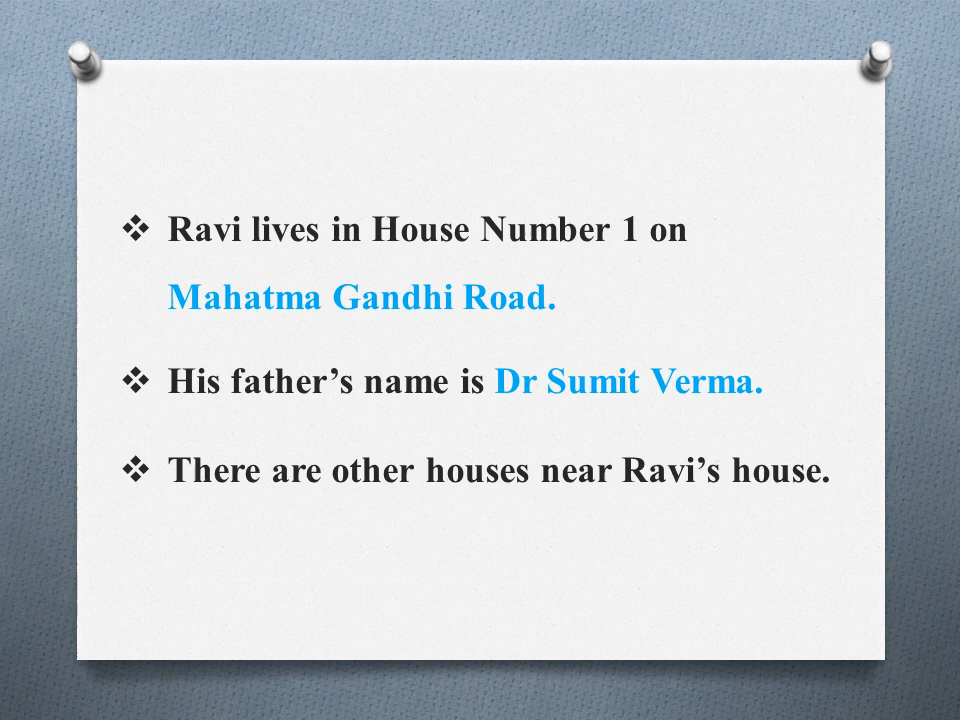 ❖ Ravi lives in House Number 1 on
Mahatma Gandhi Road.
❖ His father’s name is Dr Sumit Verma.
❖ There are other houses near Ravi’s house.